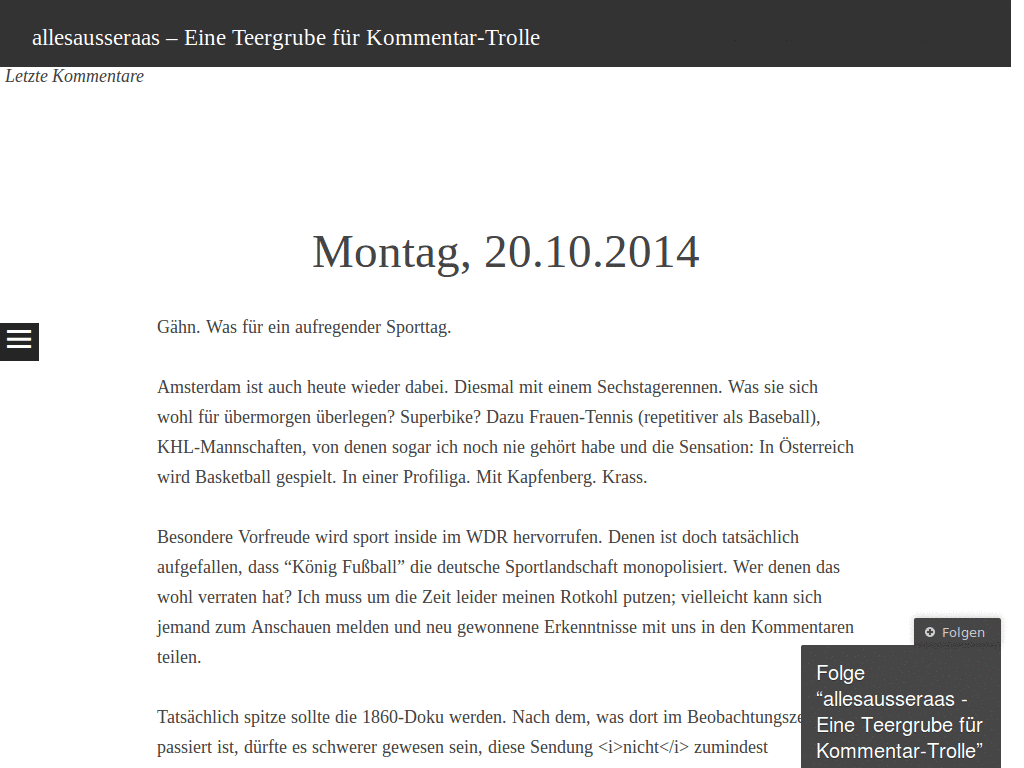 allesausseraas – Eine Teergrube für Kommentar-Trolle
Letzte Kommentare
Montag, 20.10.2014
Gähn. Was für ein aufregender Sporttag.
Amsterdam ist auch heute wieder dabei. Diesmal mit einem Sechstagerennen. Was sie sich
wohl für übermorgen überlegen? Superbike? Dazu Frauen-Tennis (repetitiver als Baseball),
KHL-Mannschaften, von denen sogar ich noch nie gehört habe und die Sensation: In Österreich
wird Basketball gespielt. In einer Profiliga. Mit Kapfenberg. Krass.
Besondere Vorfreude wird sport inside im WDR hervorrufen. Denen ist doch tatsächlich
aufgefallen, dass “König Fußball” die deutsche Sportlandschaft monopolisiert. Wer denen das
wohl verraten hat? Ich muss um die Zeit leider meinen Rotkohl putzen; vielleicht kann sich
jemand zum Anschauen melden und neu gewonnene Erkenntnisse mit uns in den Kommentaren
teilen.
Tatsächlich spitze sollte die 1860-Doku werden. Nach dem, was dort im
passiert ist, dürfte es schwerer gewesen sein, diese Sendung <i>nicht</i> zumindest
Folgen
Folge
“allesausseraas -
Eine Teergrube für
Kommentar-Trolle”